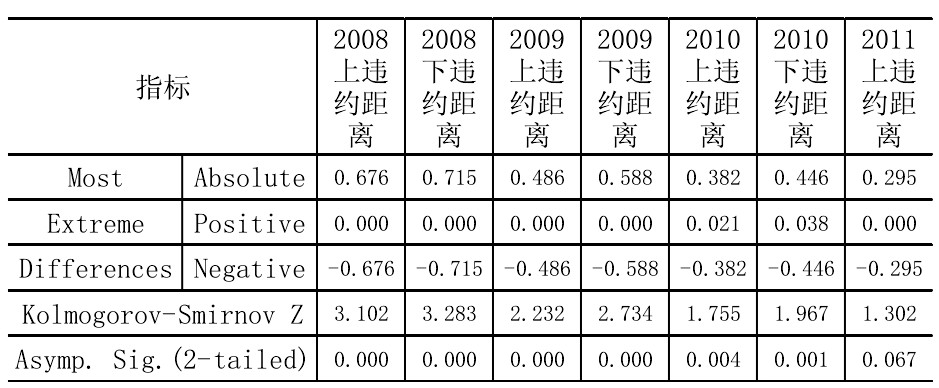 指标 2008上违约距离 2008下违约距离 2009上违约距离 2009下违约距离 2010上违约距离 2010下违约距离 2011上违约距离
Most Absolute 0.676 0.715 0.486 0.588 0.382 0.446 0.295
Extreme Positive 0.000 0.000 0.000 0.000 0.021 0.038 0.000
Differences Negative -0.676 -0.715 -0.486 -0.588 -0.382 -0.446 -0.295
Kolmogorov-Smirnov Z 3.102 3.283 2.232 2.734 1.755 1.967 1.302
Asymp. Sig.(2-tailed) 0.000 0.000 0.000 0.000 0.004 0.001 0.067